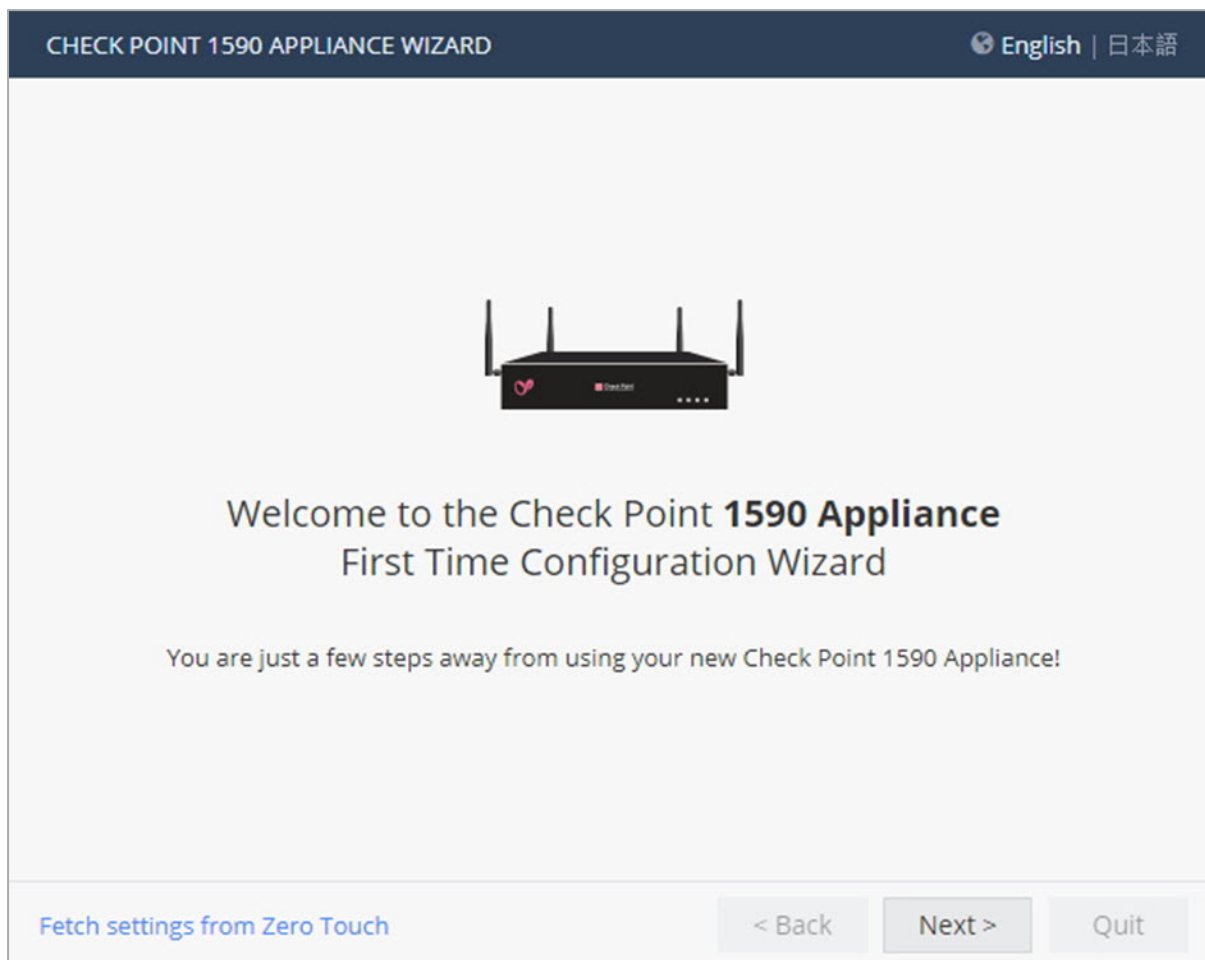 CHECK POINT 1590 APPLIANCE WIZARD
English | 日本語
Check Point
Welcome to the Check Point 1590 Appliance
First Time Configuration Wizard
You are just a few steps away from using your new Check Point 1590 Appliance!
Fetch settings from Zero Touch
< Back
Next >
Quit